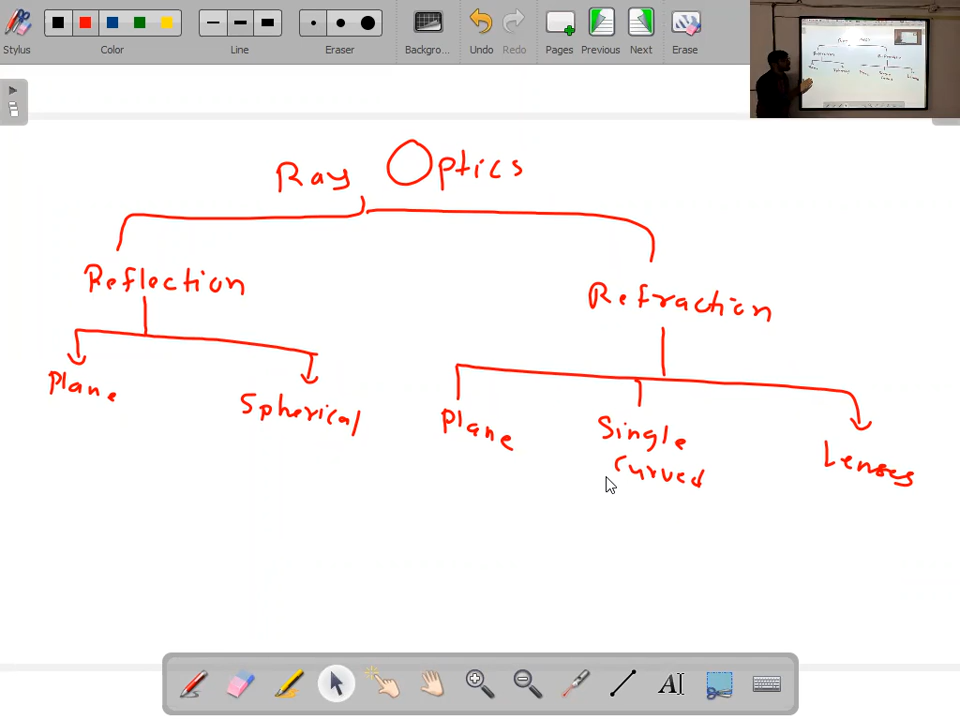 Stylus
Color
Line
Eraser
Backgro...
Undo
Redo
Pages
Previous
Next
Erase
Ray Optics
Reflection
Refraction
Plane
Spherical
Plane
Single
Curved
Lenses
A